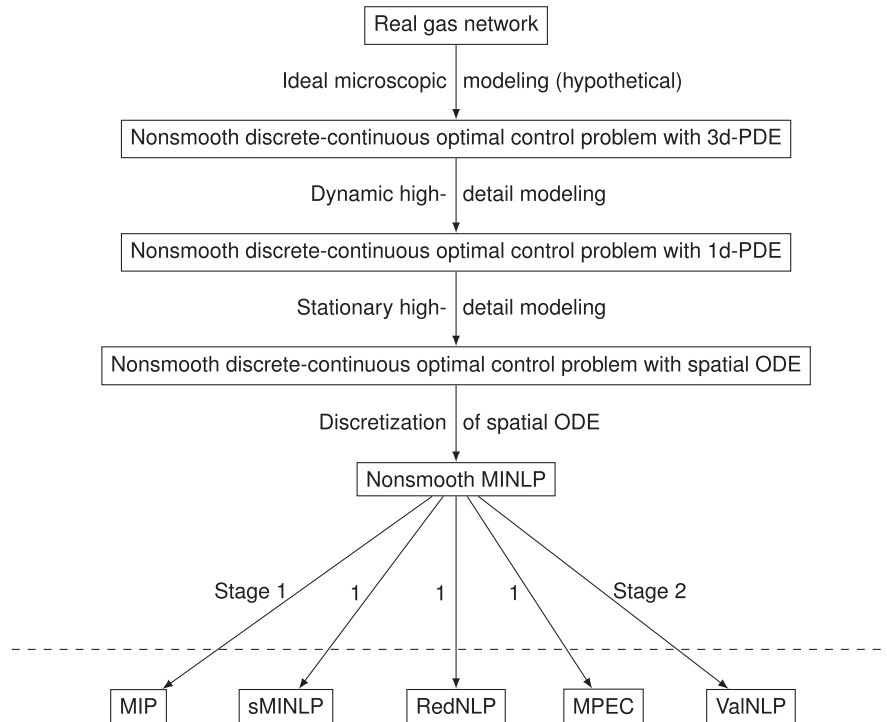 Real gas network
Ideal microscopic modeling (hypothetical)
Nonsmooth discrete-continuous optimal control problem with 3d-PDE
Dynamic high- detail modeling
Nonsmooth discrete-continuous optimal control problem with 1d-PDE
Stationary high- detail modeling
Nonsmooth discrete-continuous optimal control problem with spatial ODE
Discretization of spatial ODE
Nonsmooth MINLP
Stage 1 1 1 1 Stage 2
MIP sMINLP RedNLP MPEC ValNLP